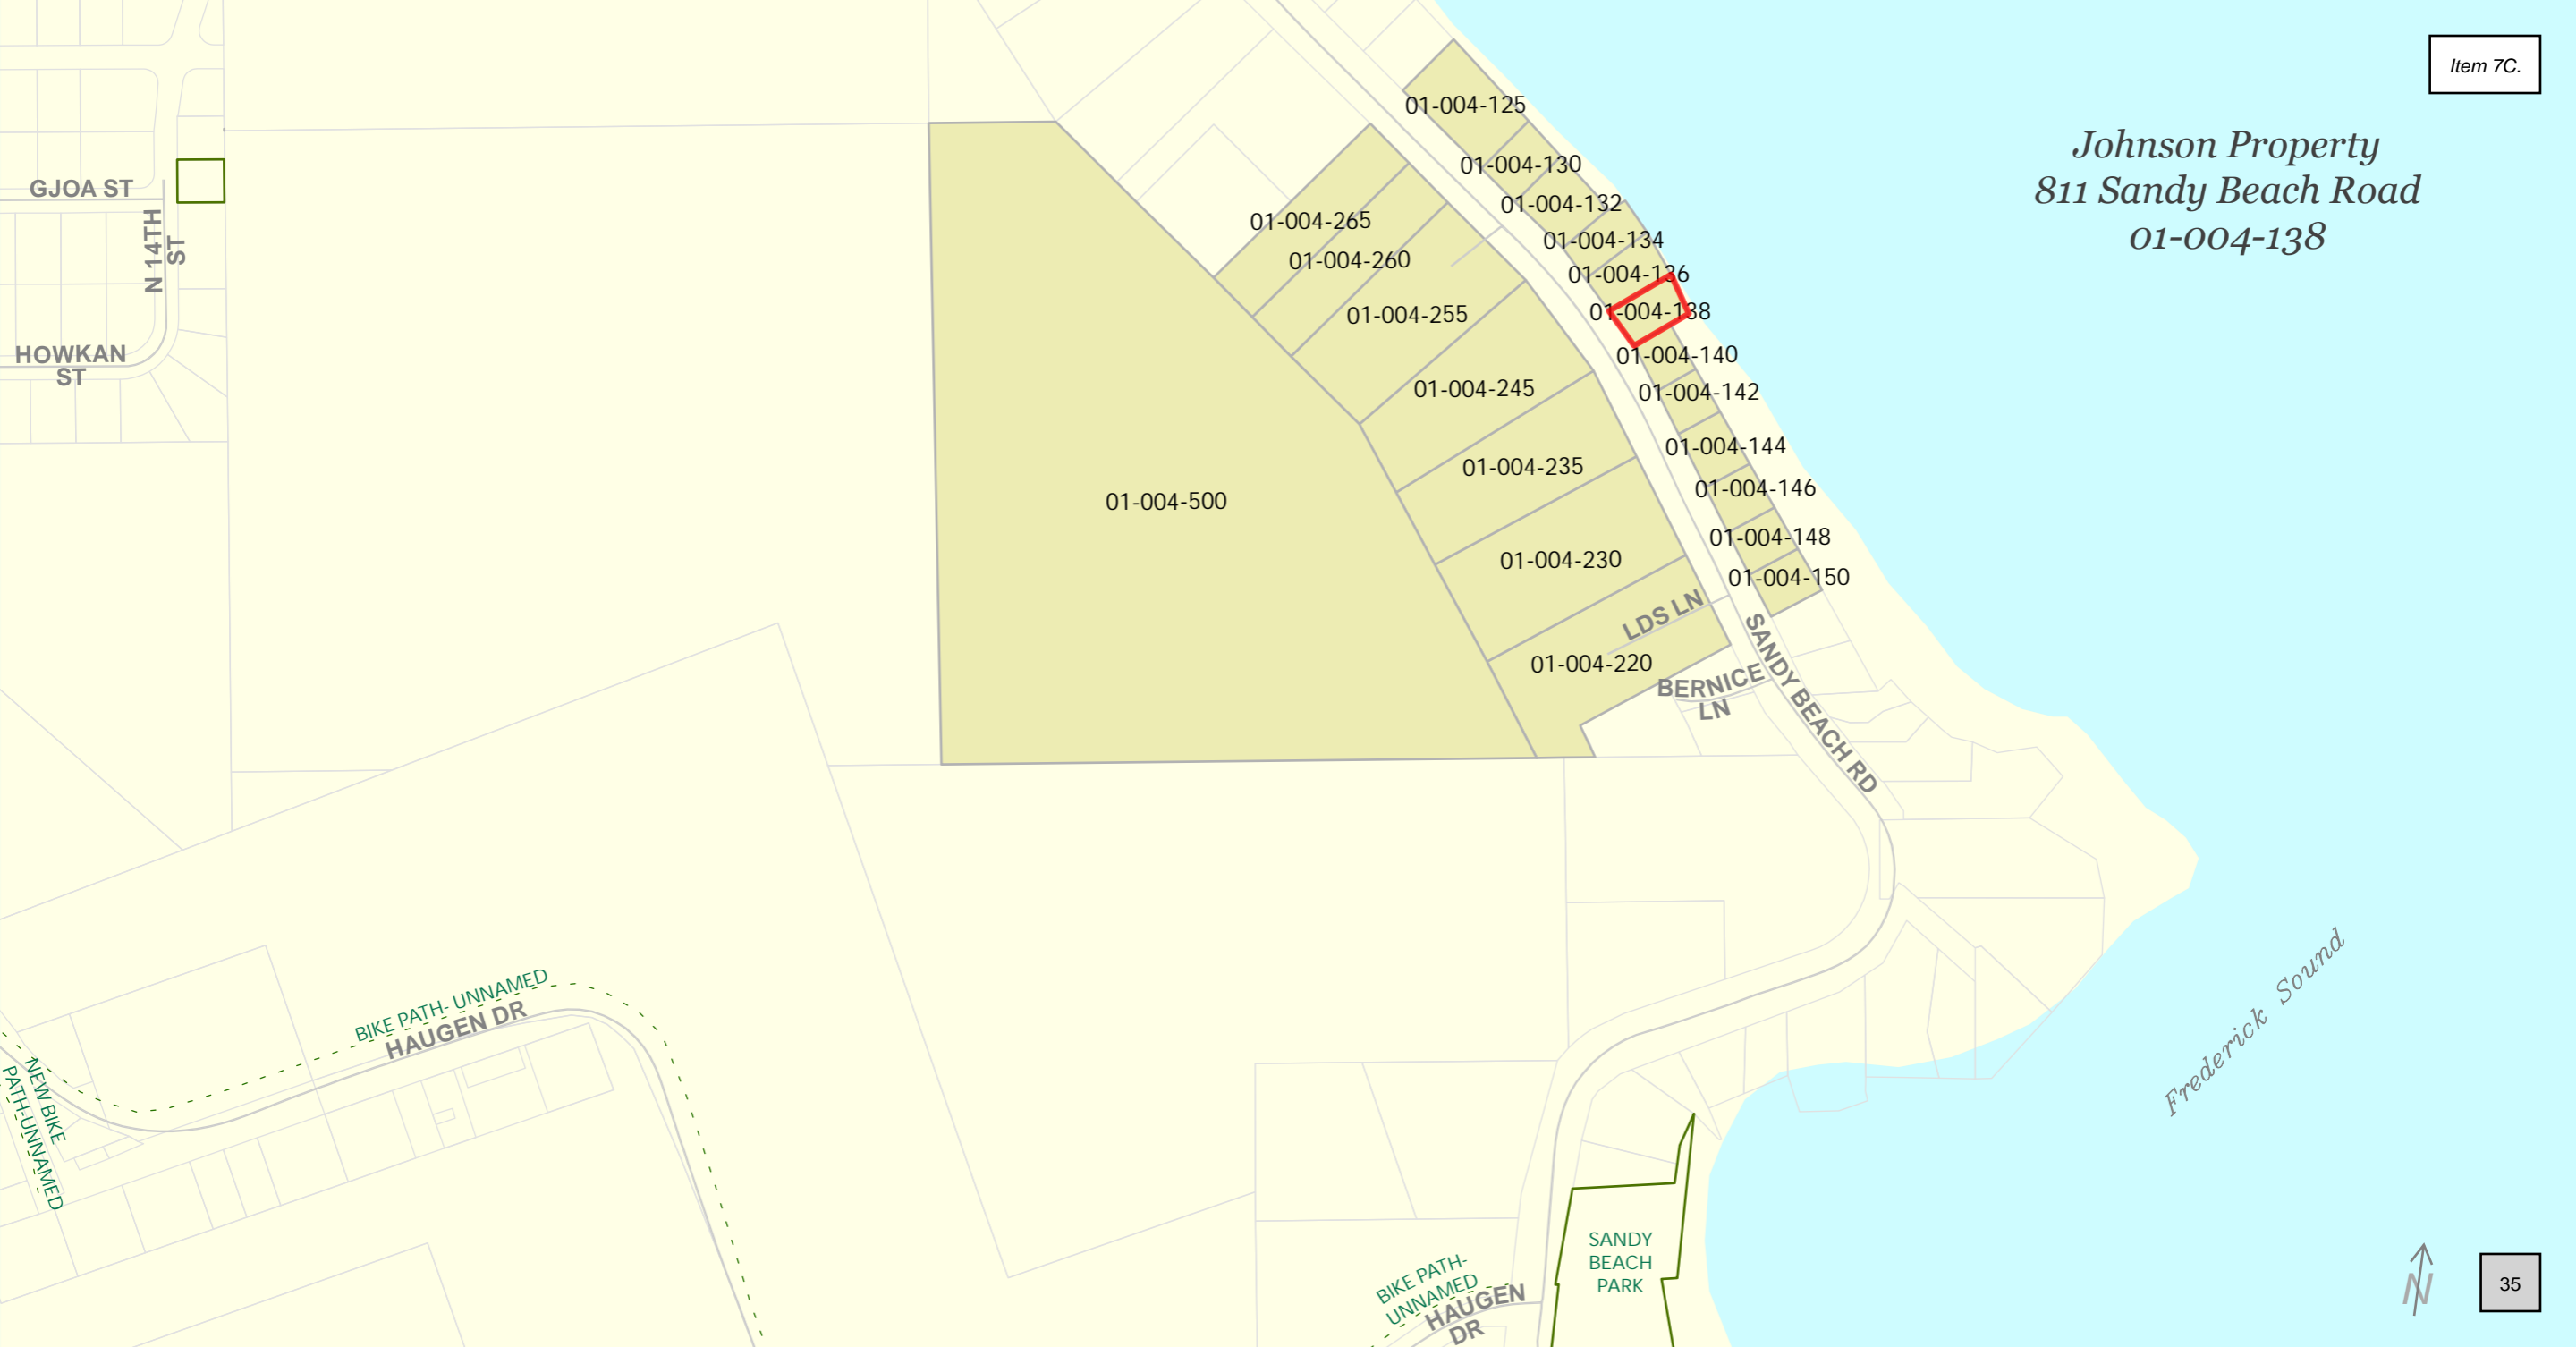 Item 7C.
Johnson Property
811 Sandy Beach Road
01-004-138
01-004-125
01-004-130
01-004-132
01-004-134
01-004-136
01-004-138
01-004-140
01-004-142
01-004-144
01-004-146
01-004-148
01-004-150
01-004-265
01-004-260
01-004-255
01-004-245
01-004-235
01-004-230
01-004-220
01-004-500
GJOA ST
N 14TH
ST
HOWKAN
ST
LDS LN
BERNICE
LN
SANDY BEACH RD
BIKE PATH- UNNAMED
HAUGEN DR
NEW BIKE
PATH-UNNAMED
Frederick Sound
SANDY
BEACH
PARK
BIKE PATH-
UNNAMED
HAUGEN
DR
N
35